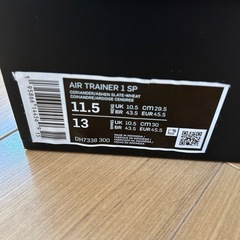 AIR TRAINER 1 SP
CORIANDER/ASHEN SLATE-WHEAT
CORIANDRE/ARDOISE CENDREE
11.5 UK 10.5 cm 29.5
BR 43.5 EUR 45.5
13 UK 10.5 cm 30
BR 43.5 EUR 45.5
DH7338 300